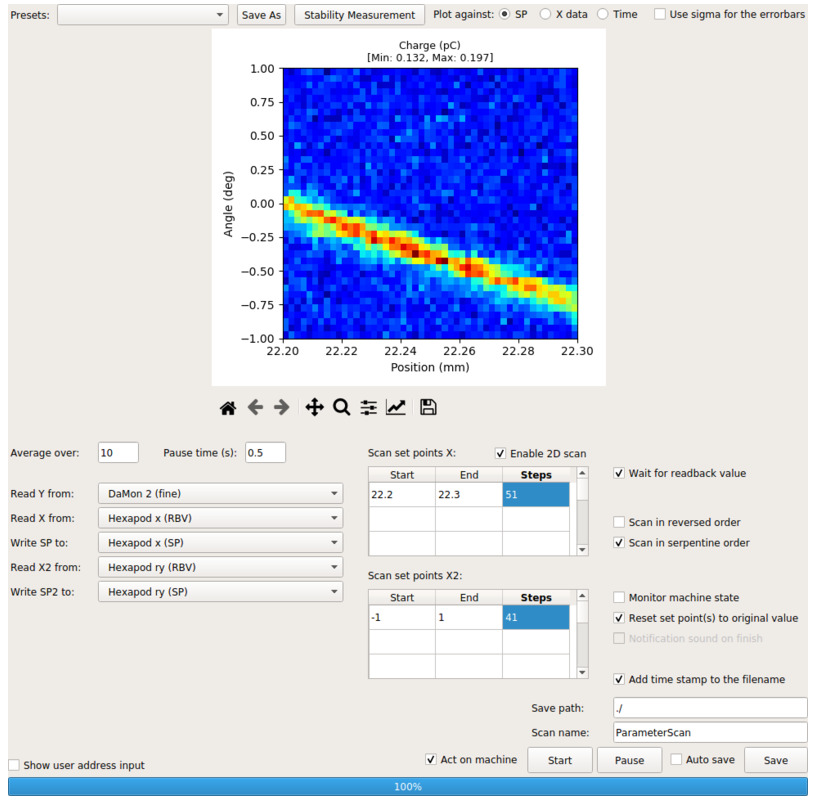 Presets: Save As Stability Measurement Plot against: SP X data Time Use sigma for the errorbars
Charge (pC)
[Min: 0.132, Max: 0.197]
1.00
0.75
0.50
0.25
0.00
−0.25
−0.50
−0.75
−1.00
Angle (deg)
22.20 22.22 22.24 22.26 22.28 22.30
Position (mm)
Average over: 10 Pause time (s): 0.5
Read Y from: DaMon 2 (fine)
Read X from: Hexapod x (RBV)
Write SP to: Hexapod x (SP)
Read X2 from: Hexapod ry (RBV)
Write SP2 to: Hexapod ry (SP)
Scan set points X: Enable 2D scan
Start End Steps
22.2 22.3 51
Scan set points X2:
Start End Steps
-1 1 41
Wait for readback value
Scan in reversed order
Scan in serpentine order
Monitor machine state
Reset set point(s) to original value
Notification sound on finish
Add time stamp to the filename
Save path: ./
Scan name: ParameterScan
Show user address input Act on machine Start Pause Auto save Save
100%